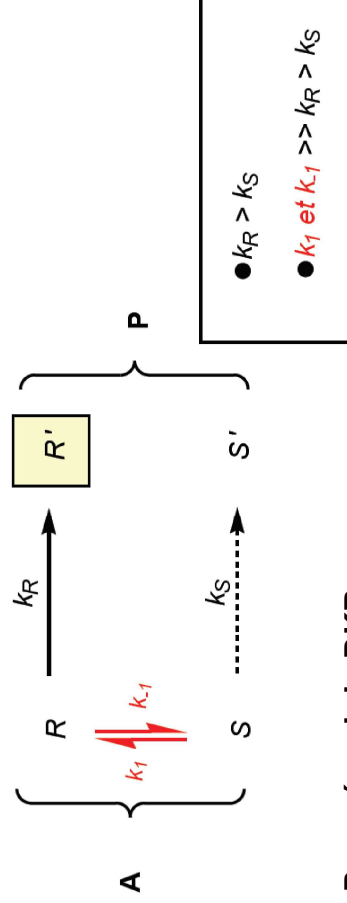 A
R
k1
k-1
S
kR
R'
kS
S'
P
● kR > kS
● k1 et k-1 >> kR > kS